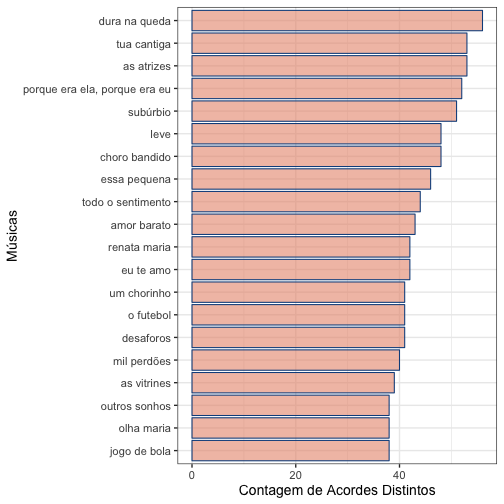 dura na queda
tua cantiga
as atrizes
porque era ela, porque era eu
subúrbio
leve
choro bandido
essa pequena
todo o sentimento
amor barato
renata maria
eu te amo
um chorinho
o futebol
desaforos
mil perdões
as vitrines
outros sonhos
olha maria
jogo de bola
Músicas
0 20 40
Contagem de Acordes Distintos